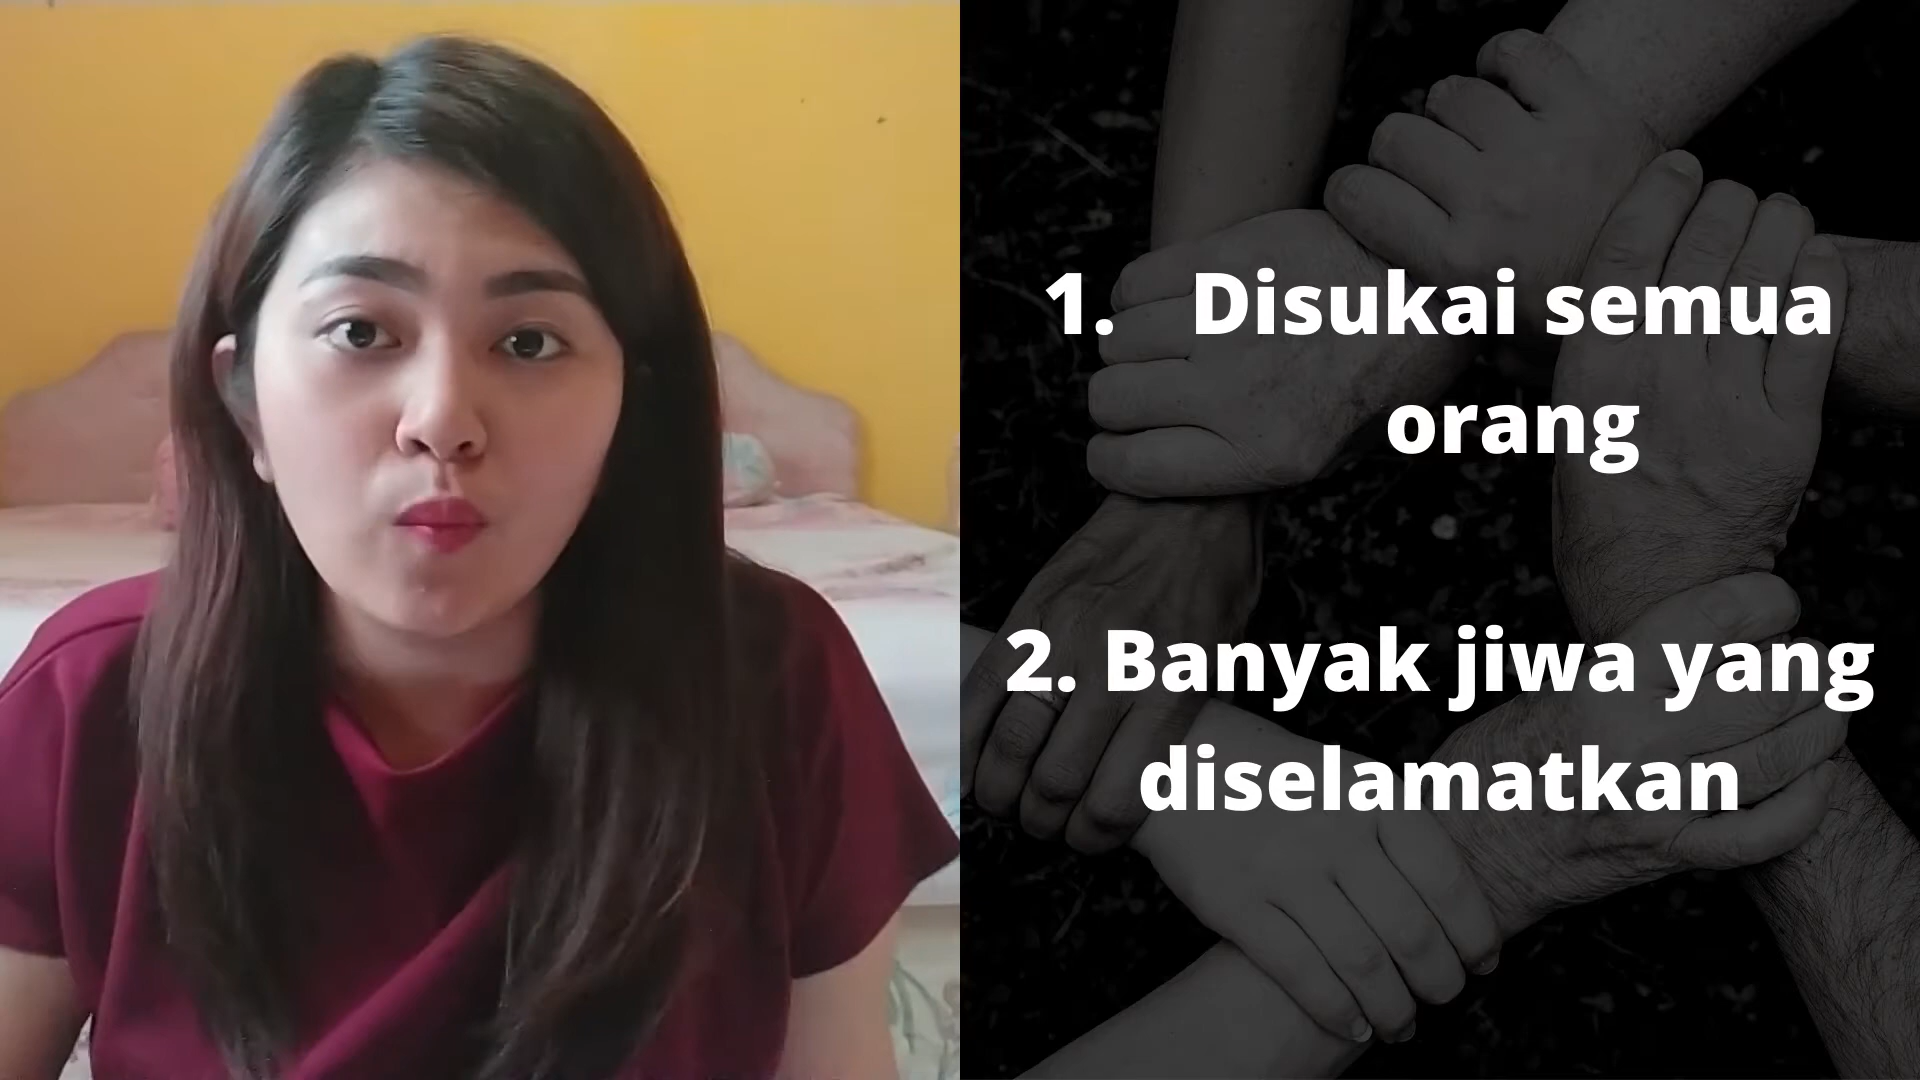 1. Disukai semua
orang
2. Banyak jiwa yang
diselamatkan